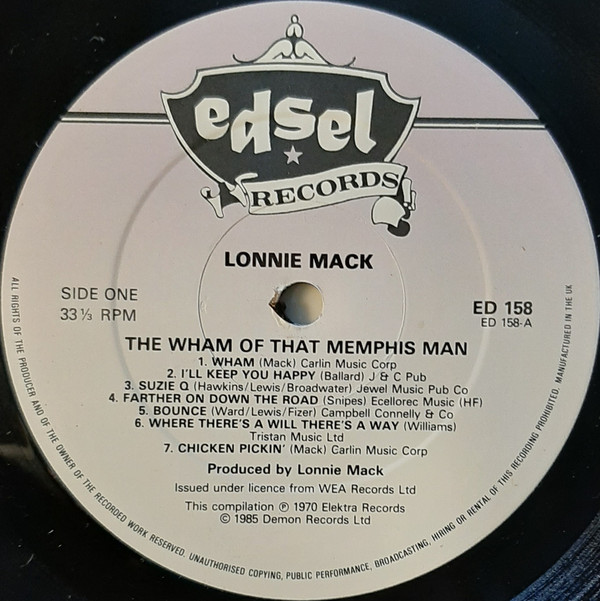 edsel
RECORDS
LONNIE MACK
SIDE ONE
33 ⅓ RPM
ED 158
ED 158-A
THE WHAM OF THAT MEMPHIS MAN
1. WHAM (Mack) Carlin Music Corp
2. I'LL KEEP YOU HAPPY (Ballard) J & C Pub
3. SUZIE Q (Hawkins/Lewis/Broadwater) Jewel Music Pub Co
4. FARTHER ON DOWN THE ROAD (Snipes) Ecellorec Music (HF)
5. BOUNCE (Ward/Lewis/Fizer) Campbell Connelly & Co
6. WHERE THERE'S A WILL THERE'S A WAY (Williams)
Tristan Music Ltd
7. CHICKEN PICKIN' (Mack) Carlin Music Corp
Produced by Lonnie Mack
Issued under licence from WEA Records Ltd
This compilation ℗ 1970 Elektra Records
© 1985 Demon Records Ltd
ALL RIGHTS OF THE PRODUCER AND OF THE OWNER OF THE RECORDED WORK RESERVED. UNAUTHORISED COPYING, PUBLIC PERFORMANCE, BROADCASTING, HIRING OR RENTAL OF THIS RECORDING PROHIBITED. MANUFACTURED IN THE UK